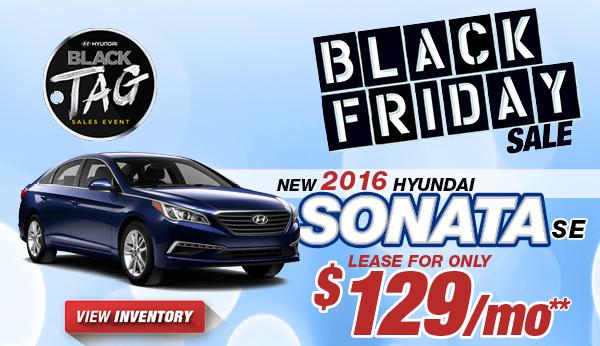 HYUNDAI
BLACK
TAG
SALES EVENT
BLACK
FRIDAY
SALE
NEW 2016 HYUNDAI
SONATA SE
LEASE FOR ONLY
$129/mo**
VIEW INVENTORY